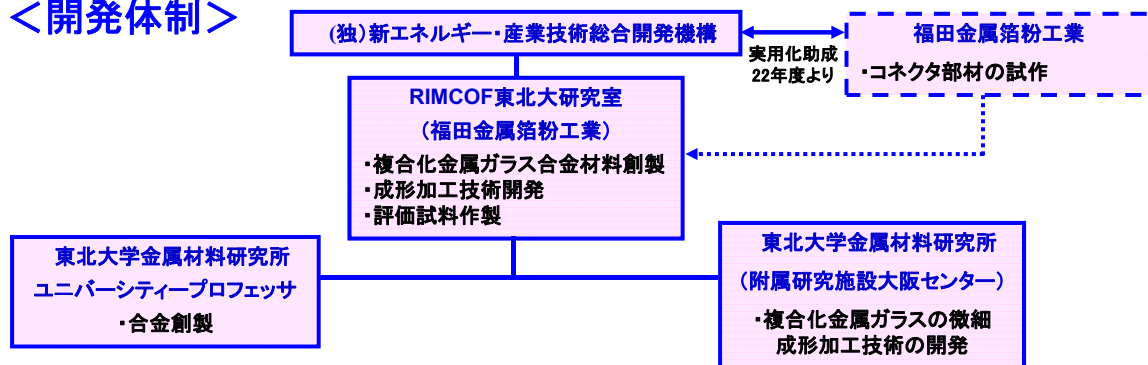 ＜開発体制＞
(独)新エネルギー・産業技術総合開発機構
実用化助成
22年度より
福田金属箔粉工業
・コネクタ部材の試作
RIMCOF東北大研究室
（福田金属箔粉工業）
・複合化金属ガラス合金材料創製
・成形加工技術開発
・評価試料作製
東北大学金属材料研究所
ユニバーシティープロフェッサ
・合金創製
東北大学金属材料研究所
（附属研究施設大阪センター）
・複合化金属ガラスの微細
成形加工技術の開発